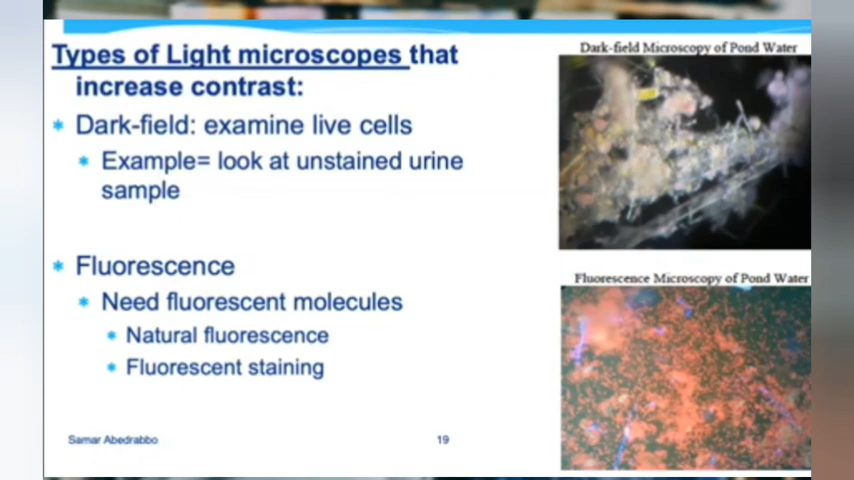 Types of Light microscopes that
increase contrast:
Dark-field: examine live cells
Example= look at unstained urine
sample
Fluorescence
Need fluorescent molecules
Natural fluorescence
Fluorescent staining
Samar Abedrabbo
19
Dark-field Microscopy of Pond Water
Fluorescence Microscopy of Pond Water